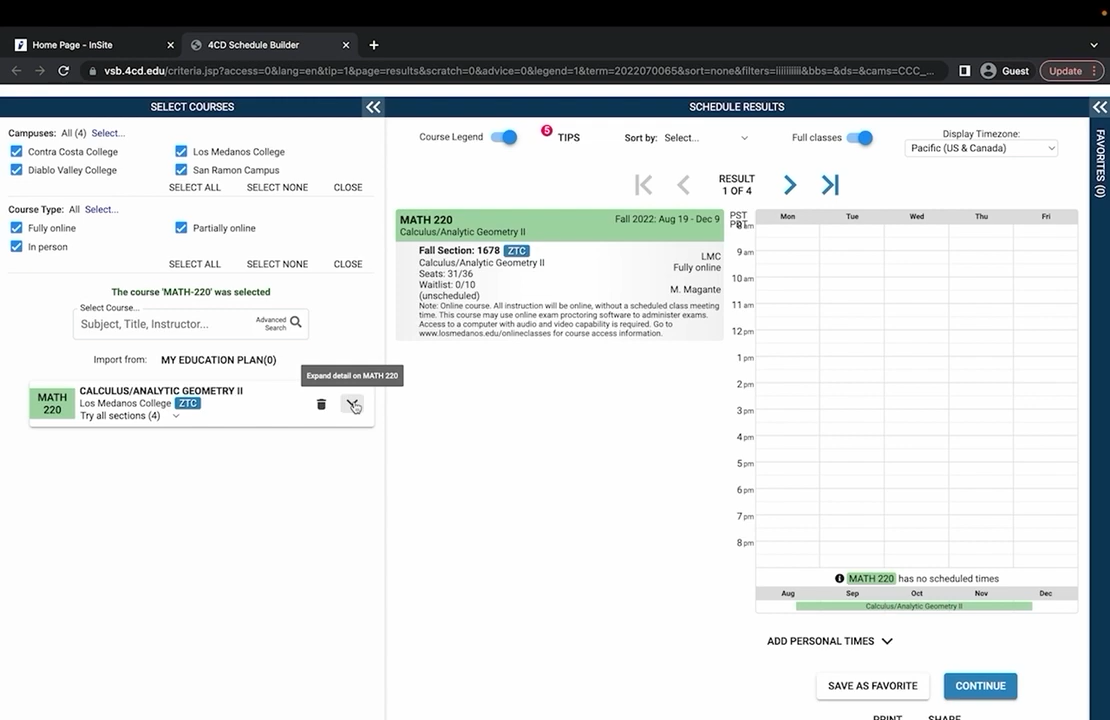 Home Page - InSite
4CD Schedule Builder
vsb.4cd.edu/criteria.jsp?access=0&lang=en&tip=1&page=results&scratch=0&advice=0&legend=1&term=2022070065&sort=none&filters=iiiiiiiiii&bbs=&ds=&cams=CCC_...
Guest
Update
SELECT COURSES
Campuses: All (4) Select...
Contra Costa College
Los Medanos College
Diablo Valley College
San Ramon Campus
SELECT ALL
SELECT NONE
CLOSE
Course Type: All Select...
Fully online
Partially online
In person
SELECT ALL
SELECT NONE
CLOSE
The course 'MATH-220' was selected
Select Course...
Subject, Title, Instructor...
Advanced
Search
Import from: MY EDUCATION PLAN(0)
Expand detail on MATH 220
MATH
220
CALCULUS/ANALYTIC GEOMETRY II
Los Medanos College ZTC
Try all sections (4)
SCHEDULE RESULTS
Course Legend
5
TIPS
Sort by: Select...
Full classes
Display Timezone:
Pacific (US & Canada)
RESULT
1 OF 4
MATH 220
Fall 2022: Aug 19 - Dec 9
Calculus/Analytic Geometry II
Fall Section: 1678 ZTC
LMC
Calculus/Analytic Geometry II
Fully online
Seats: 31/36
Waitlist: 0/10
M. Magante
(unscheduled)
Note: Online course. All instruction will be online, without a scheduled class meeting
time. This course may use online exam proctoring software to administer exams.
Access to a computer with audio and video capability is required. Go to
www.losmedanos.edu/onlineclasses for course access information.
PST
PDT
8 am
Mon
Tue
Wed
Thu
Fri
9 am
10 am
11 am
12 pm
1 pm
2 pm
3 pm
4 pm
5 pm
6 pm
7 pm
8 pm
MATH 220 has no scheduled times
Aug
Sep
Oct
Nov
Dec
Calculus/Analytic Geometry II
ADD PERSONAL TIMES
SAVE AS FAVORITE
CONTINUE
PRINT
SHARE
FAVORITES (0)